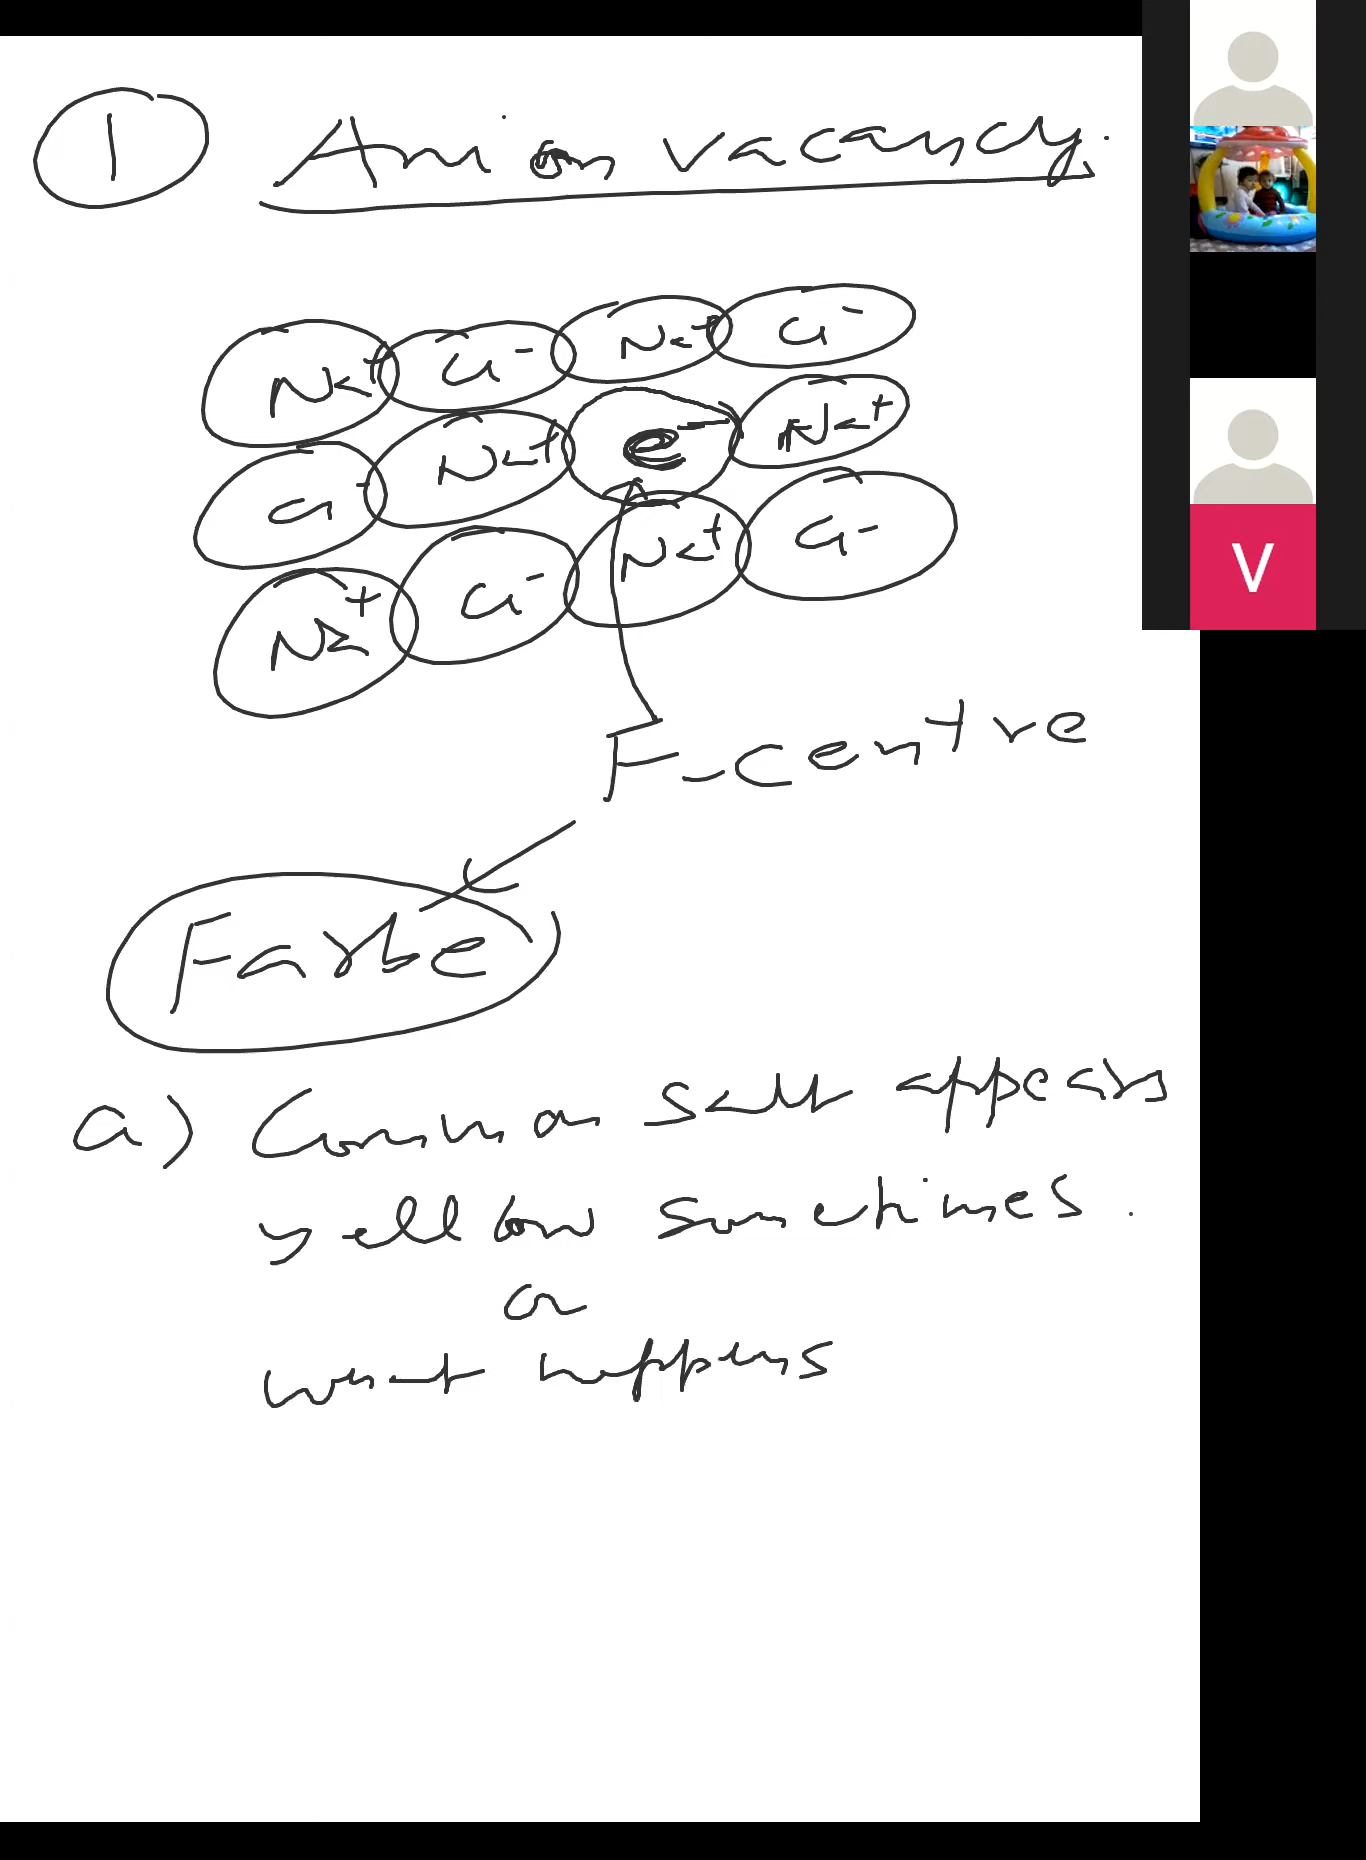 1 Anion vacancy.
Na+ Cl- Na+ Cl-
Cl- Na+ e- Na+
Na+ Cl- Na+ Cl-
F-centre
Farbe
a) Common salt appears
yellow sometimes.
or
what happens
V